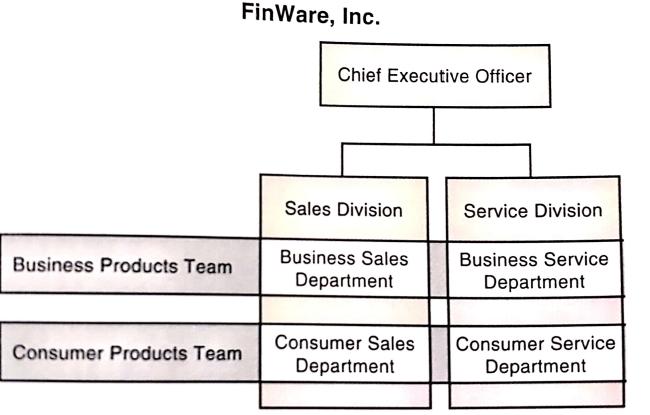 FinWare, Inc.
Chief Executive Officer
Sales Division
Service Division
Business Products Team
Business Sales
Department
Business Service
Department
Consumer Products Team
Consumer Sales
Department
Consumer Service
Department